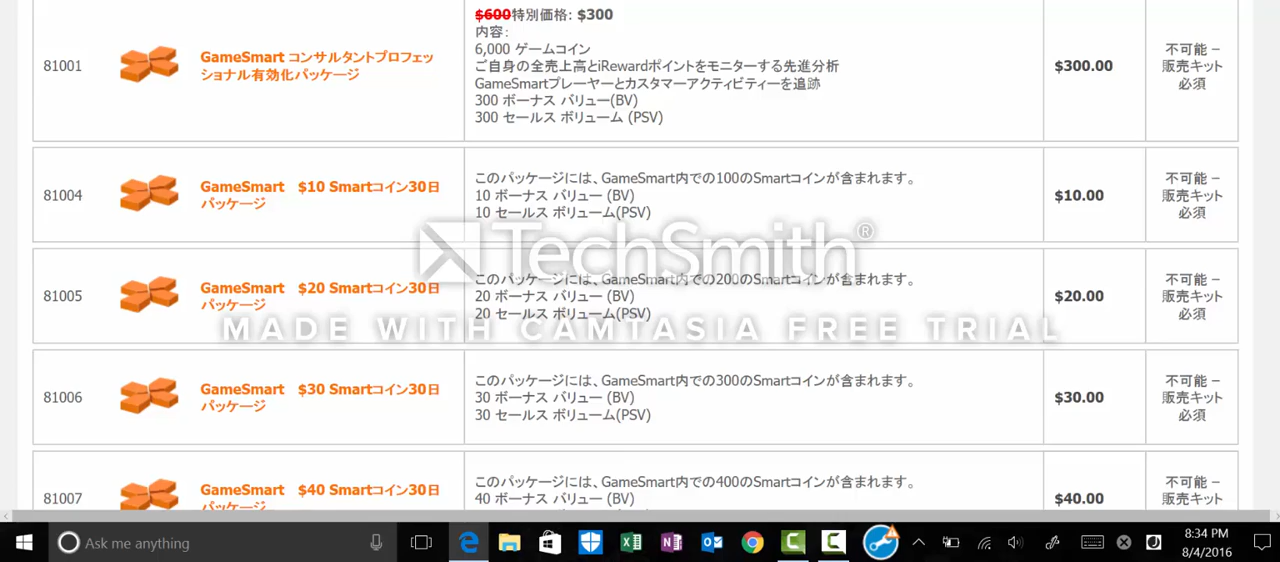 $600特別価格: $300
内容:
6,000 ゲームコイン
ご自身の全売上高とiRewardポイントをモニターする先進分析
GameSmartプレーヤーとカスタマーアクティビティーを追跡
300 ボーナス バリュー(BV)
300 セールス ボリューム (PSV)
81001
GameSmart コンサルタントプロフェッ
ショナル有効化パッケージ
$300.00
不可能 –
販売キット
必須
81004
GameSmart $10 Smartコイン30日
パッケージ
このパッケージには、GameSmart内での100のSmartコインが含まれます。
10 ボーナス バリュー (BV)
10 セールス ボリューム(PSV)
$10.00
不可能 –
販売キット
必須
TechSmith®
81005
GameSmart $20 Smartコイン30日
パッケージ
このパッケージには、GameSmart内での200のSmartコインが含まれます。
20 ボーナス バリュー (BV)
20 セールス ボリューム(PSV)
$20.00
不可能 –
販売キット
必須
MADE WITH CAMTASIA FREE TRIAL
81006
GameSmart $30 Smartコイン30日
パッケージ
このパッケージには、GameSmart内での300のSmartコインが含まれます。
30 ボーナス バリュー (BV)
30 セールス ボリューム(PSV)
$30.00
不可能 –
販売キット
必須
81007
GameSmart $40 Smartコイン30日
パッケージ
このパッケージには、GameSmart内での400のSmartコインが含まれます。
40 ボーナス バリュー (BV)
$40.00
不可能 –
販売キット
Ask me anything
8:34 PM
8/4/2016